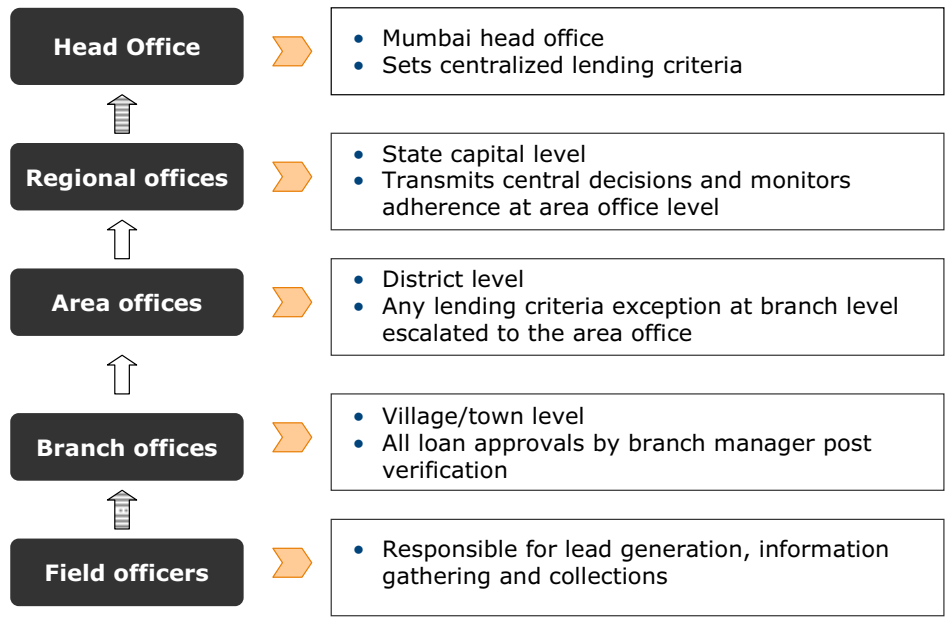 Head Office
• Mumbai head office
• Sets centralized lending criteria
Regional offices
• State capital level
• Transmits central decisions and monitors
adherence at area office level
Area offices
• District level
• Any lending criteria exception at branch level
escalated to the area office
Branch offices
• Village/town level
• All loan approvals by branch manager post
verification
Field officers
• Responsible for lead generation, information
gathering and collections